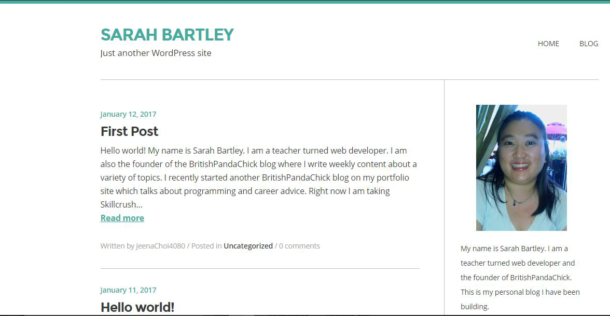 SARAH BARTLEY
Just another WordPress site
HOME
BLOG
January 12, 2017
First Post
Hello world! My name is Sarah Bartley. I am a teacher turned web developer. I am
also the founder of the BritishPandaChick blog where I write weekly content about a
variety of topics. I recently started another BritishPandaChick blog on my portfolio
site which talks about programming and career advice. Right now I am taking
Skillcrush...
Read more
Written by JeenaChoi4080 / Posted in Uncategorized / 0 comments
January 11, 2017
Hello world!
My name is Sarah Bartley. I am a
teacher turned web developer and
the founder of BritishPandaChick.
This is my personal blog I have been
building.